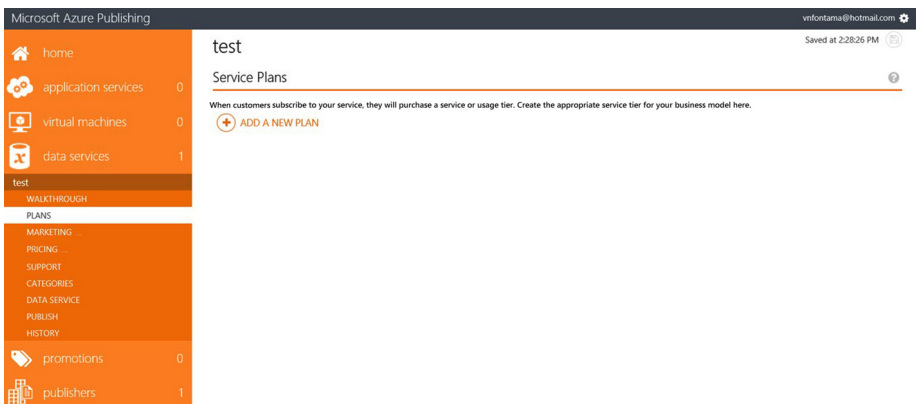 Microsoft Azure Publishing
vnfontama@hotmail.com
home
application services 0
virtual machines 0
data services 1
test
WALKTHROUGH
PLANS
MARKETING ...
PRICING ...
SUPPORT
CATEGORIES
DATA SERVICE
PUBLISH
HISTORY
promotions 0
publishers 1
test
Saved at 2:28:26 PM
Service Plans
?
When customers subscribe to your service, they will purchase a service or usage tier. Create the appropriate service tier for your business model here.
ADD A NEW PLAN